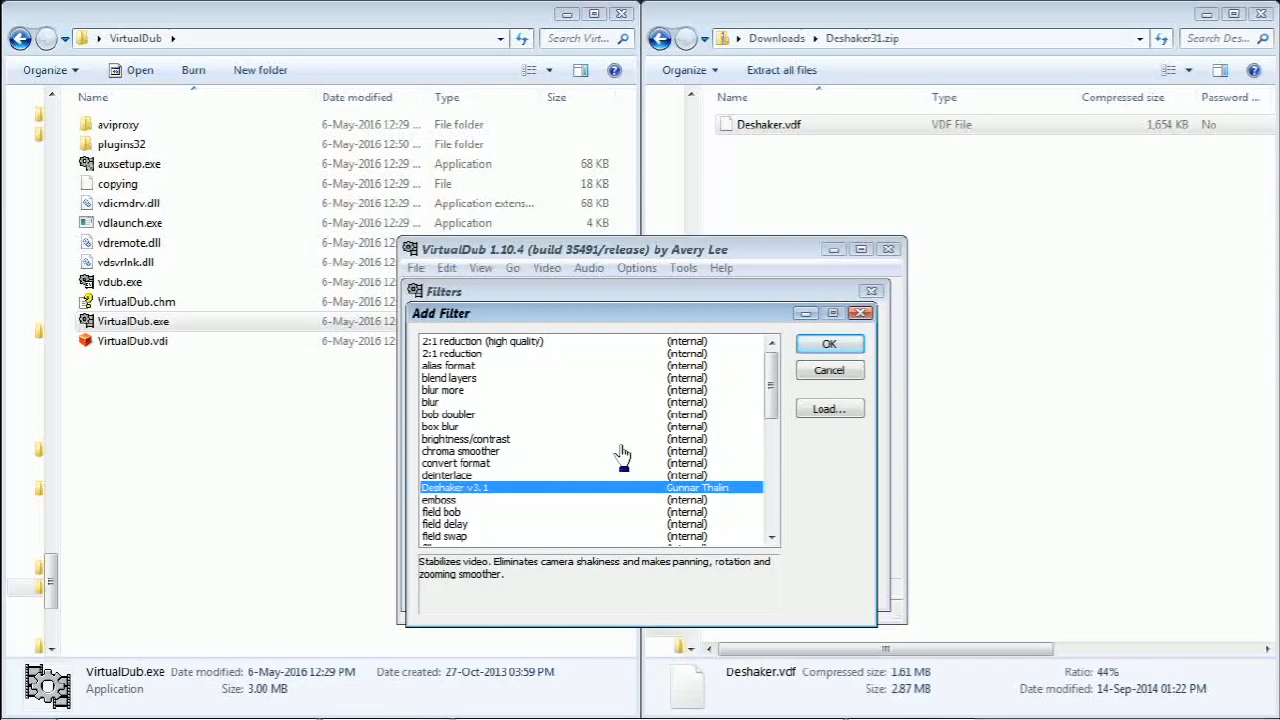 VirtualDub
Search Virt...
Organize
Open
Burn
New folder
Name Date modified Type Size
aviproxy 6-May-2016 12:29 ... File folder
plugins32 6-May-2016 12:50 ... File folder
auxsetup.exe 6-May-2016 12:29 ... Application 68 KB
copying 6-May-2016 12:29 ... File 18 KB
vdicmdrv.dll 6-May-2016 12:29 ... Application extens... 68 KB
vdlaunch.exe 6-May-2016 12:29 ... Application 4 KB
vdremote.dll
vdsvrlnk.dll
vdub.exe
VirtualDub.chm
VirtualDub.exe
VirtualDub.vdi
VirtualDub.exe Date modified: 6-May-2016 12:29 PM Date created: 27-Oct-2013 03:59 PM
Application Size: 3.00 MB
Downloads Deshaker31.zip
Search Des...
Organize
Extract all files
Name Type Compressed size Password ...
Deshaker.vdf VDF File 1,654 KB No
Deshaker.vdf Compressed size: 1.61 MB Ratio: 44%
Size: 2.87 MB Date modified: 14-Sep-2014 01:22 PM
VirtualDub 1.10.4 (build 35491/release) by Avery Lee
File Edit View Go Video Audio Options Tools Help
Filters
Add Filter
2:1 reduction (high quality) (internal)
2:1 reduction (internal)
alias format (internal)
blend layers (internal)
blur more (internal)
blur (internal)
bob doubler (internal)
box blur (internal)
brightness/contrast (internal)
chroma smoother (internal)
convert format (internal)
deinterlace (internal)
Deshaker v3.1 Gunnar Thalin
emboss (internal)
field bob (internal)
field delay (internal)
field swap (internal)
OK
Cancel
Load...
Stabilizes video. Eliminates camera shakiness and makes panning, rotation and
zooming smoother.